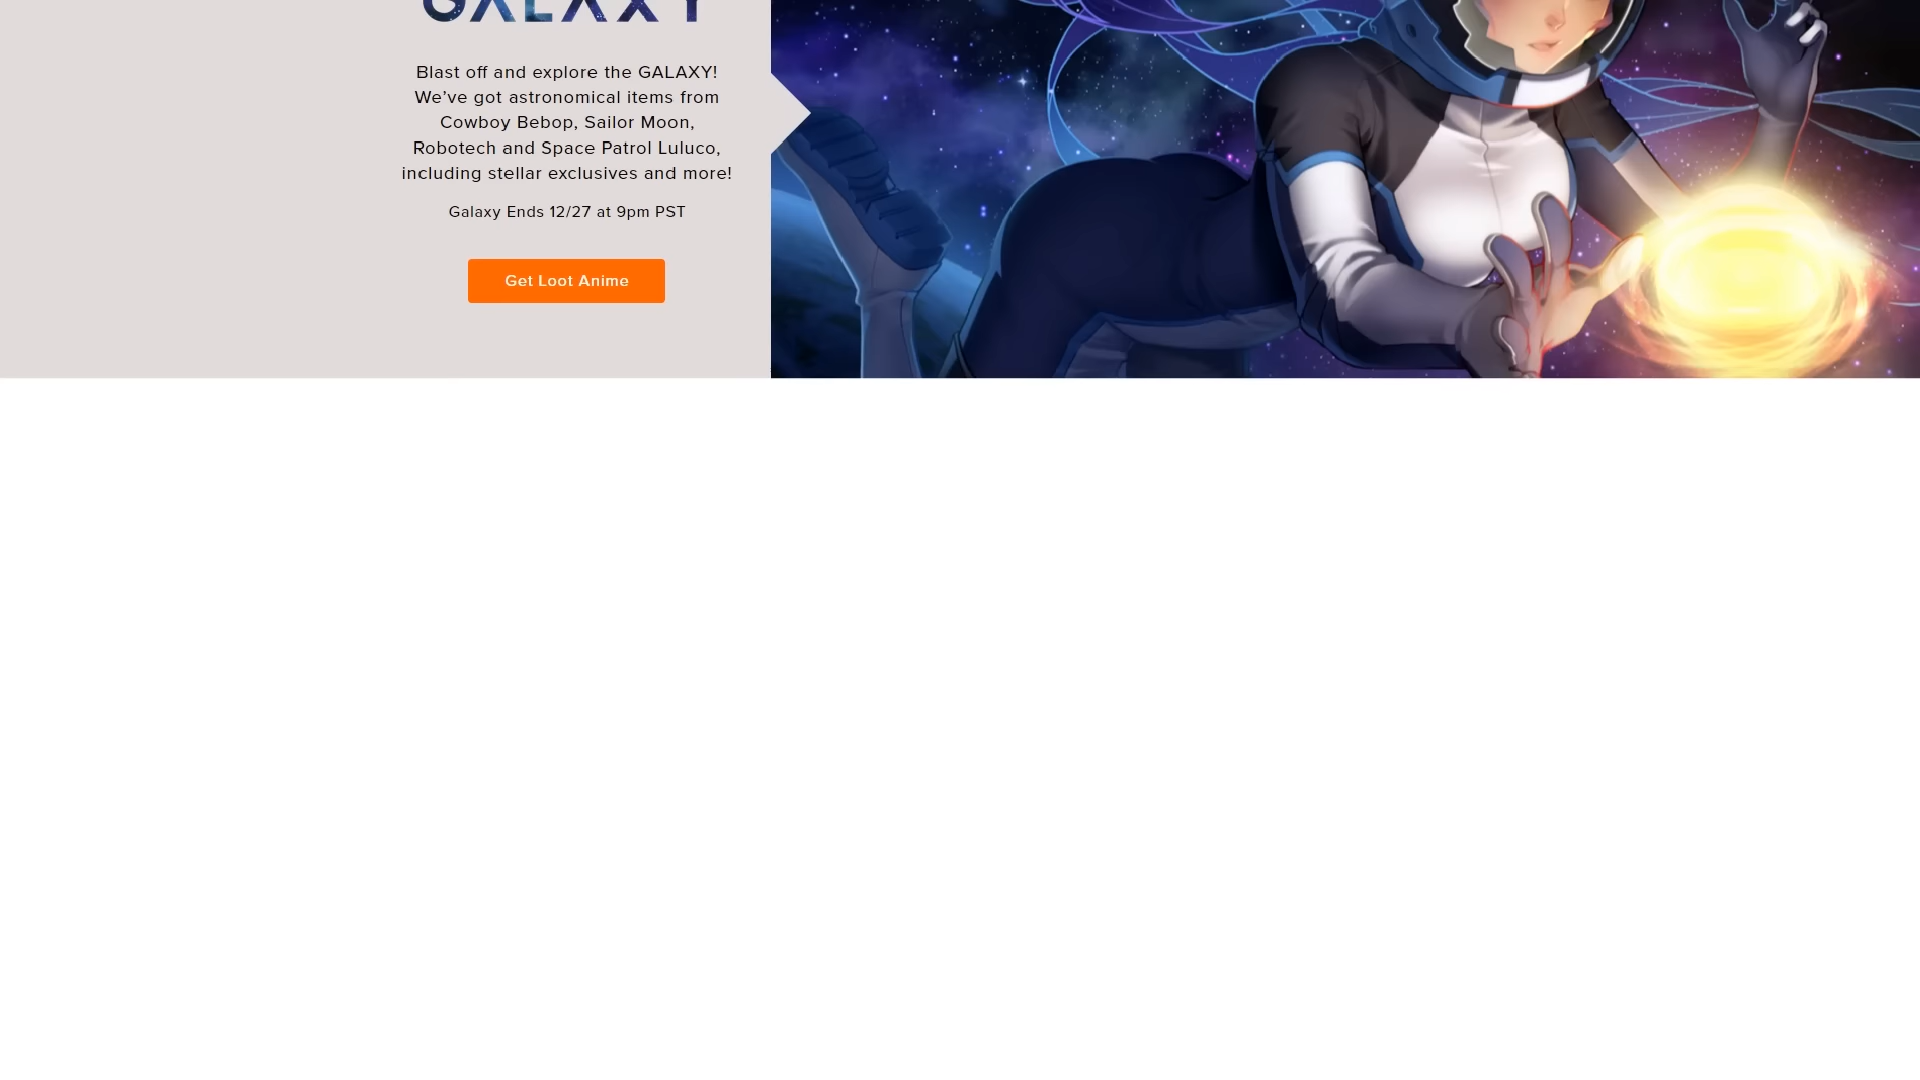 GALAXY
Blast off and explore the GALAXY!
We’ve got astronomical items from
Cowboy Bebop, Sailor Moon,
Robotech and Space Patrol Luluco,
including stellar exclusives and more!
Galaxy Ends 12/27 at 9pm PST
Get Loot Anime